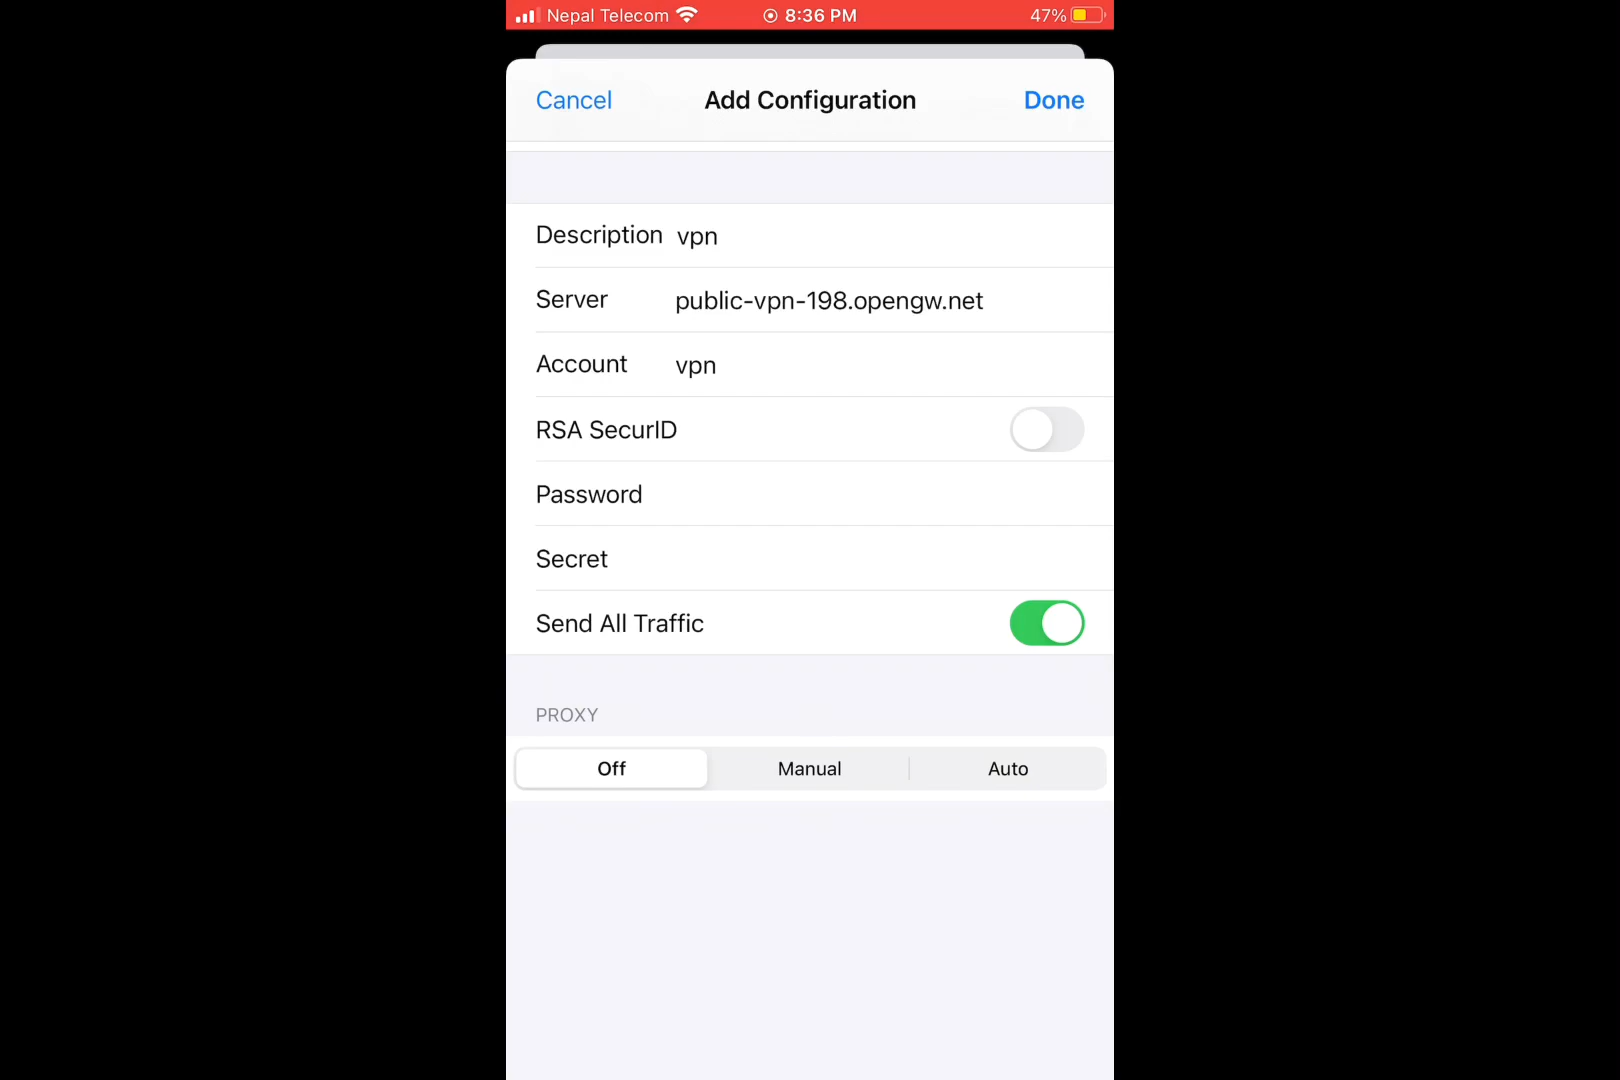 Nepal Telecom 8:36 PM 47%
Cancel Add Configuration Done
Description vpn
Server public-vpn-198.opengw.net
Account vpn
RSA SecurID
Password
Secret
Send All Traffic
PROXY
Off Manual Auto